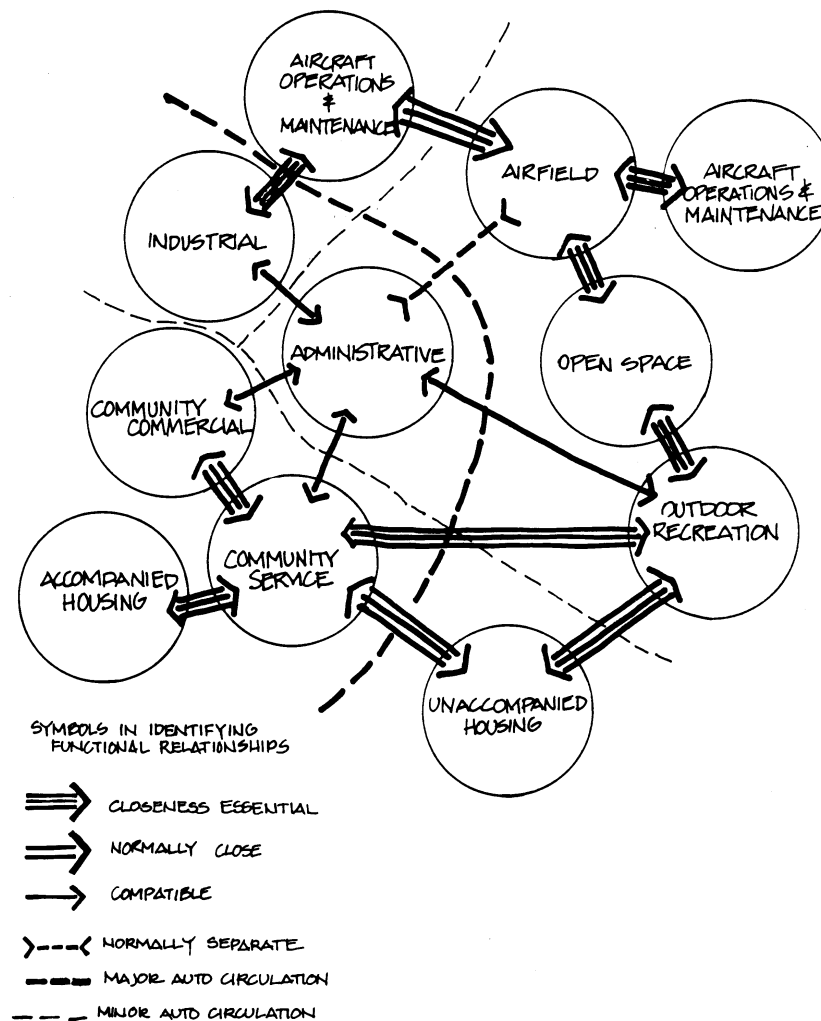 AIRCRAFT
OPERATIONS
&
MAINTENANCE
AIRFIELD
AIRCRAFT
OPERATIONS &
MAINTENANCE
INDUSTRIAL
ADMINISTRATIVE
OPEN SPACE
COMMUNITY
COMMERCIAL
OUTDOOR
RECREATION
COMMUNITY
SERVICE
ACCOMPANIED
HOUSING
UNACCOMPANIED
HOUSING
SYMBOLS IN IDENTIFYING
FUNCTIONAL RELATIONSHIPS
CLOSENESS ESSENTIAL
NORMALLY CLOSE
COMPATIBLE
NORMALLY SEPARATE
MAJOR AUTO CIRCULATION
MINOR AUTO CIRCULATION